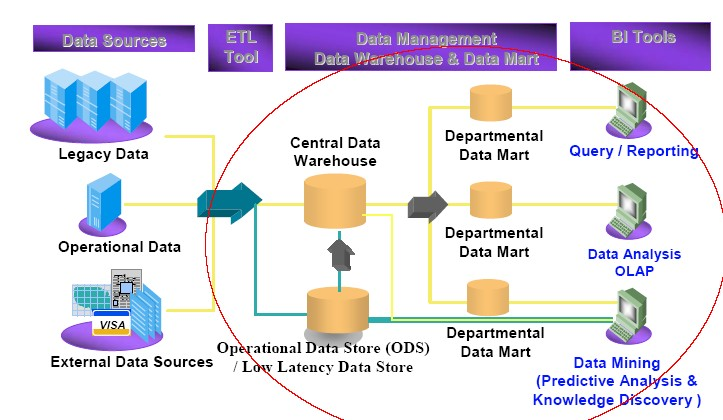 Data Sources
ETL
Tool
Data Management
Data Warehouse & Data Mart
BI Tools
Legacy Data
Operational Data
VISA
External Data Sources
Central Data
Warehouse
Operational Data Store (ODS)
/ Low Latency Data Store
Departmental
Data Mart
Departmental
Data Mart
Departmental
Data Mart
Query / Reporting
Data Analysis
OLAP
Data Mining
(Predictive Analysis &
Knowledge Discovery )